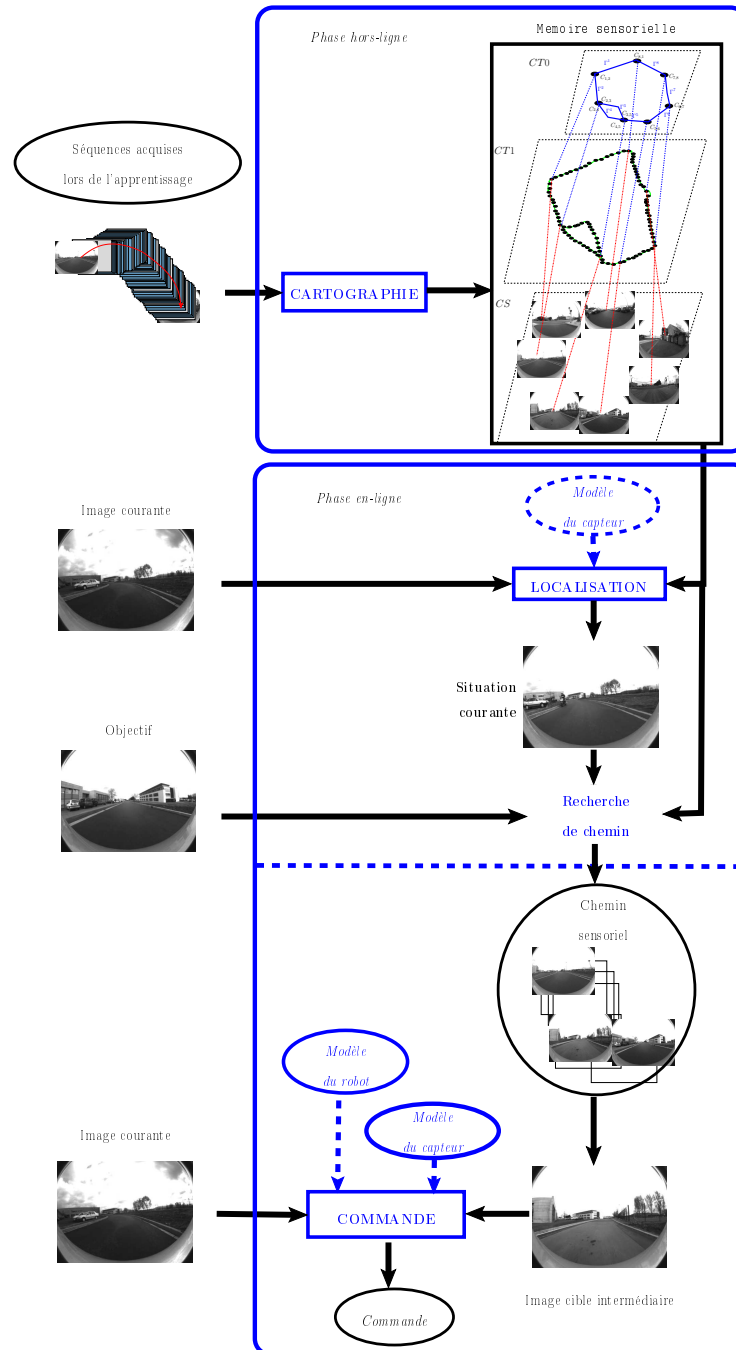 Phase hors-ligne
Memoire sensorielle
CT0
CT1
Séquences acquises
lors de l'apprentissage
CARTOGRAPHIE
CS
Phase en-ligne
Modèle
du capteur
Image courante
LOCALISATION
Situation
courante
Objectif
Recherche
de chemin
Chemin
sensoriel
Modèle
du robot
Modèle
du capteur
Image courante
COMMANDE
Commande
Image cible intermédiaire